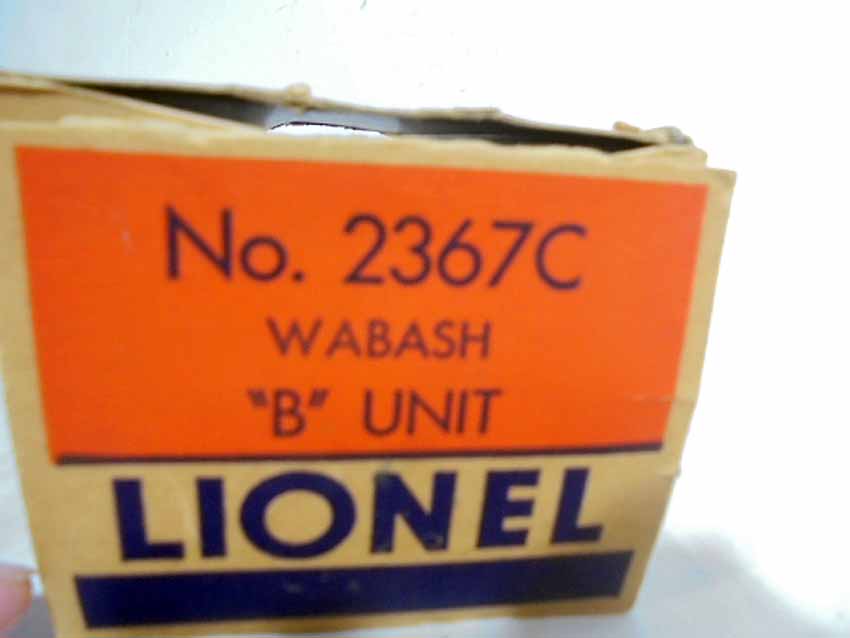 No. 2367C
WABASH
"B" UNIT
LIONEL